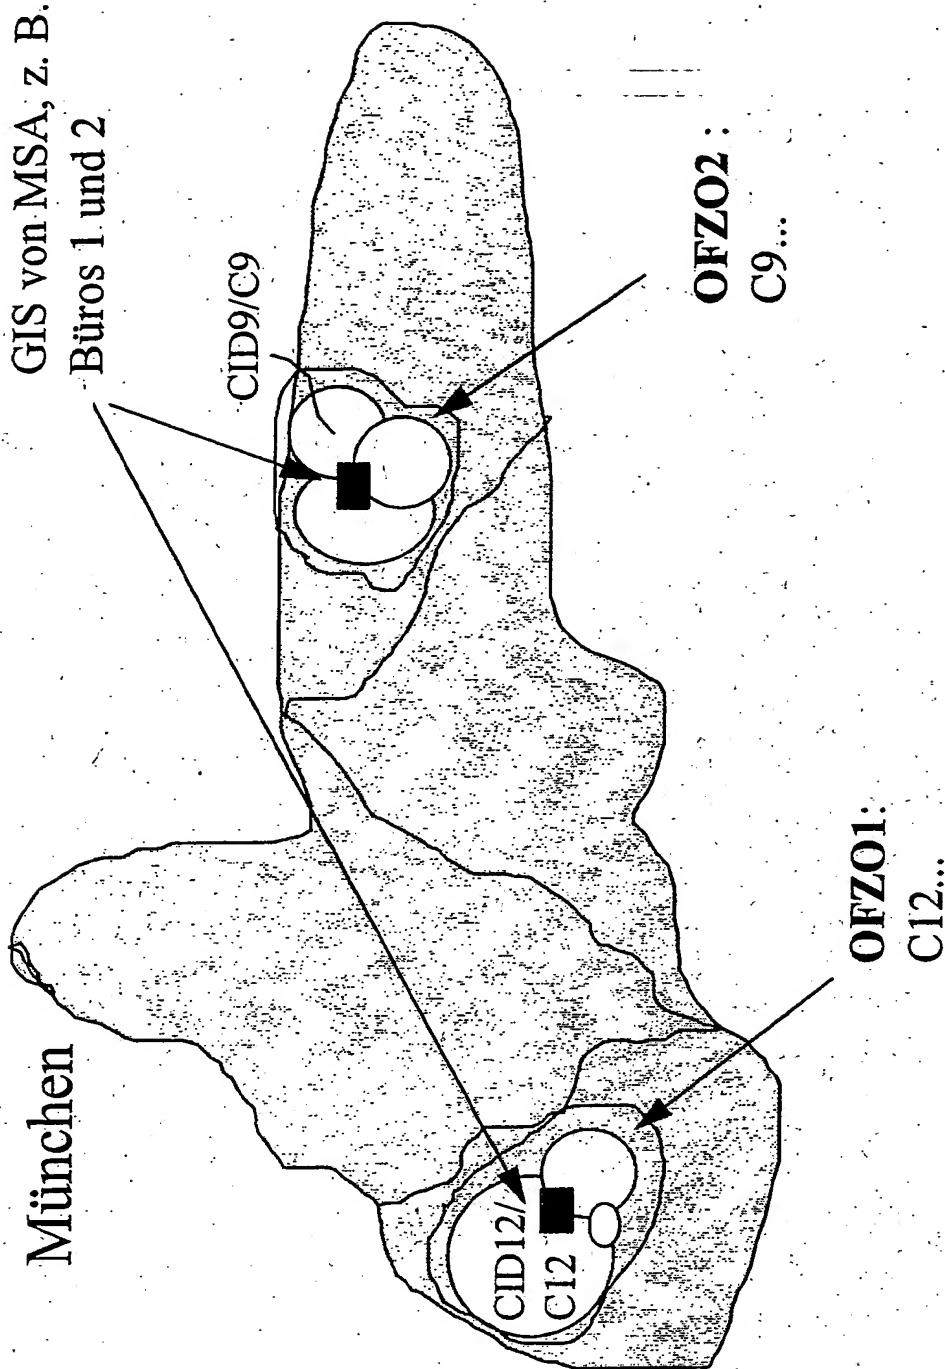 München
GIS von MSA, z. B.
Büros 1 und 2
CID9/C9
CID12/
C12
OFZO2 :
C9...
OFZO1:
C12...